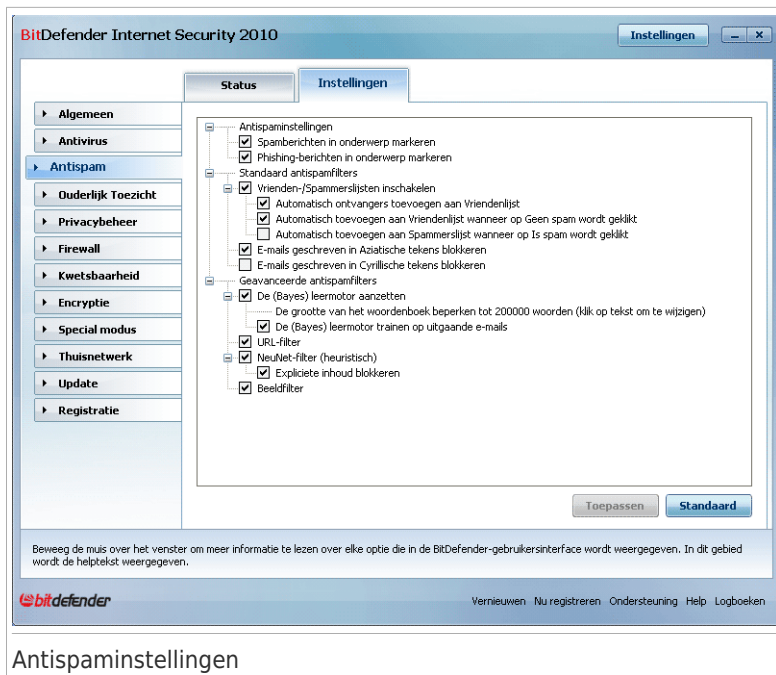 BitDefender Internet Security 2010
Instellingen
Status
Instellingen
Algemeen
Antivirus
Antispam
Ouderlijk Toezicht
Privacybeheer
Firewall
Kwetsbaarheid
Encryptie
Special modus
Thuisnetwerk
Update
Registratie
Antispaminstellingen
Spamberichten in onderwerp markeren
Phishing-berichten in onderwerp markeren
Standaard antispamfilters
Vrienden-/Spammerslijsten inschakelen
Automatisch ontvangers toevoegen aan Vriendenlijst
Automatisch toevoegen aan Vriendenlijst wanneer op Geen spam wordt geklikt
Automatisch toevoegen aan Spammerslijst wanneer op Is spam wordt geklikt
E-mails geschreven in Aziatische tekens blokkeren
E-mails geschreven in Cyrillische tekens blokkeren
Geavanceerde antispamfilters
De (Bayes) leermotor aanzetten
De grootte van het woordenboek beperken tot 200000 woorden (klik op tekst om te wijzigen)
De (Bayes) leermotor trainen op uitgaande e-mails
URL-filter
NeuNet-filter (heuristisch)
Expliciete inhoud blokkeren
Beeldfilter
Toepassen
Standaard
Beweeg de muis over het venster om meer informatie te lezen over elke optie die in de BitDefender-gebruikersinterface wordt weergegeven. In dit gebied
wordt de helptekst weergegeven.
bitdefender
Vernieuwen Nu registreren Ondersteuning Help Logboeken
Antispaminstellingen